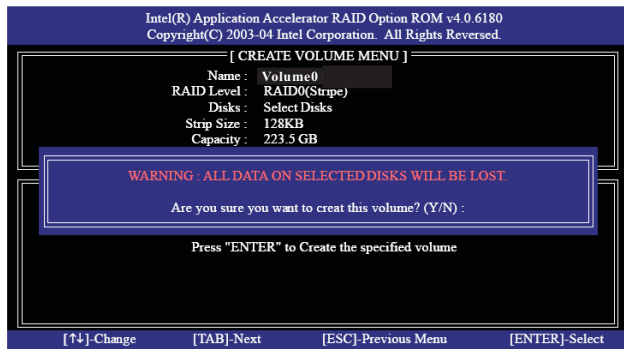 Intel(R) Application Accelerator RAID Option ROM v4.0.6180
Copyright(C) 2003-04 Intel Corporation. All Rights Reversed.
[ CREATE VOLUME MENU ]
Name : Volume0
RAID Level : RAID0(Stripe)
Disks : Select Disks
Strip Size : 128KB
Capacity : 223.5 GB
WARNING : ALL DATA ON SELECTED DISKS WILL BE LOST.
Are you sure you want to creat this volume? (Y/N) :
Press "ENTER" to Create the specified volume
[↑↓]-Change [TAB]-Next [ESC]-Previous Menu [ENTER]-Select